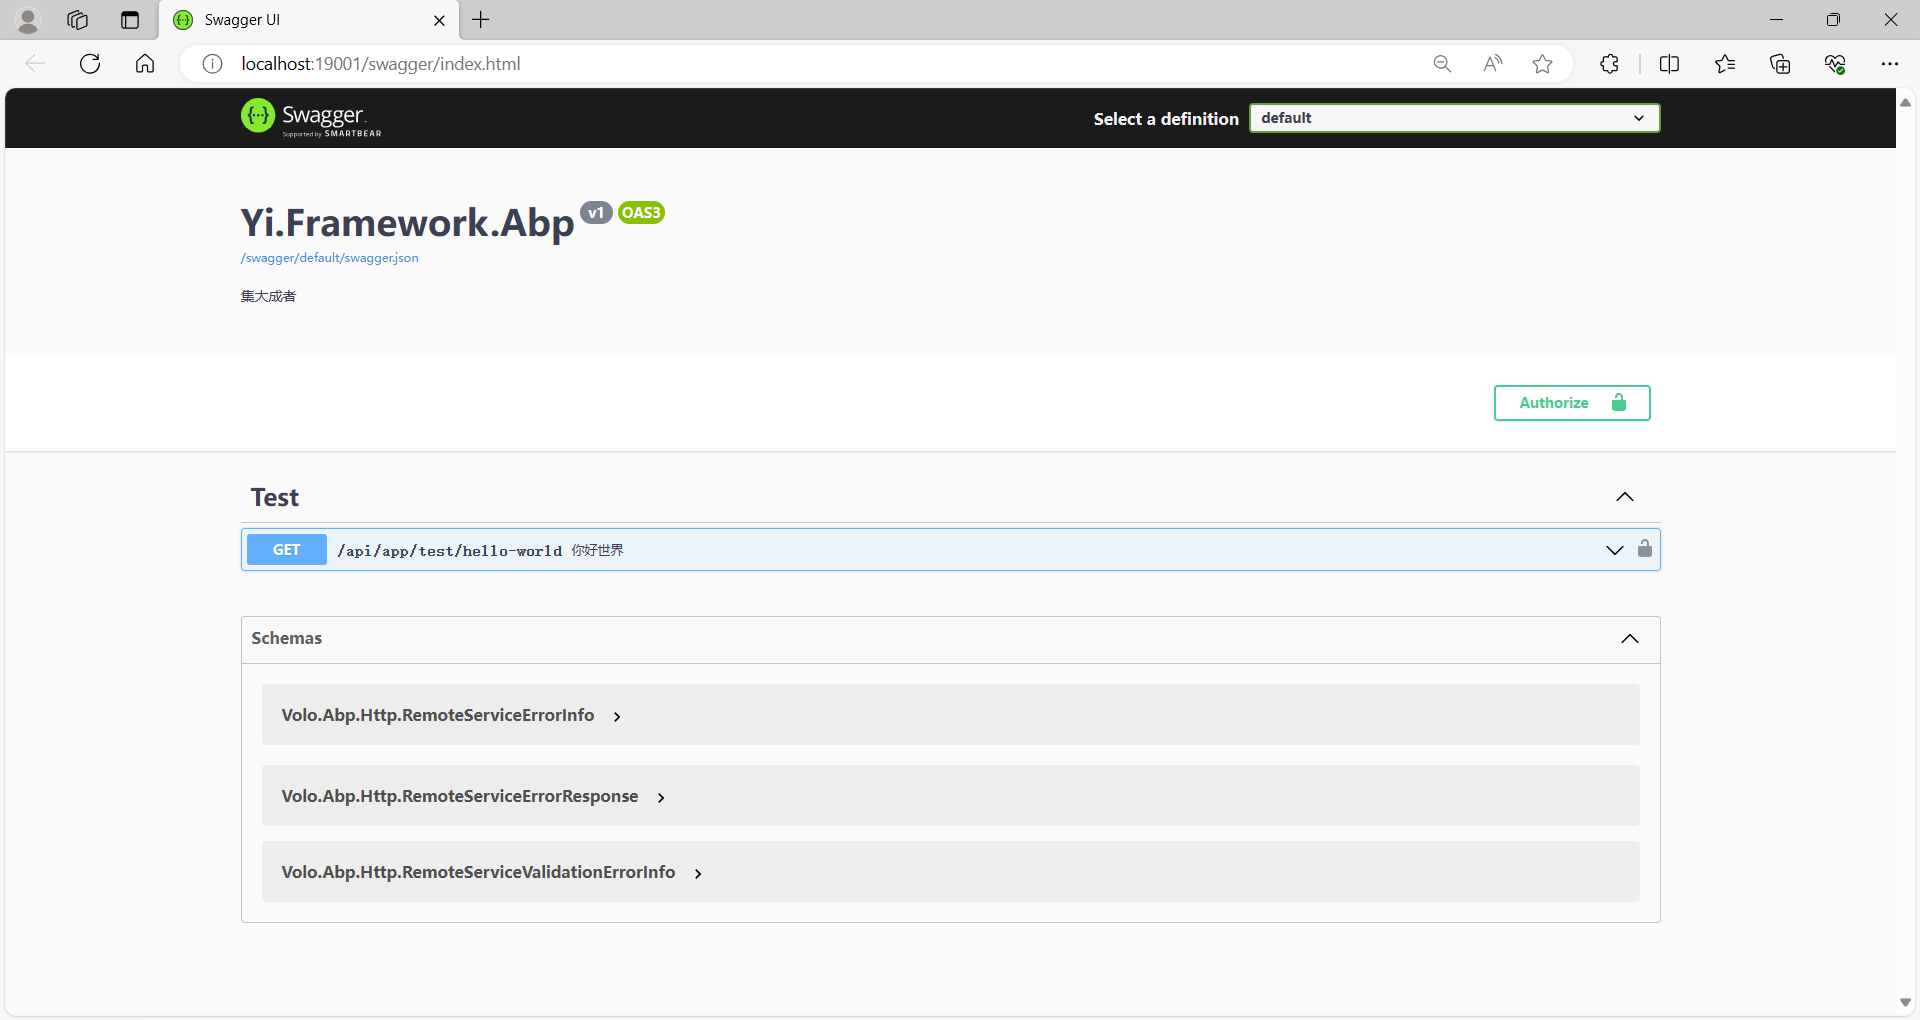 Swagger UI
localhost:19001/swagger/index.html
Swagger.
Supported by SMARTBEAR
Select a definition
default
Yi.Framework.Abp v1 OAS3
/swagger/default/swagger.json
集大成者
Authorize
Test
GET /api/app/test/hello-world 你好世界
Schemas
Volo.Abp.Http.RemoteServiceErrorInfo
Volo.Abp.Http.RemoteServiceErrorResponse
Volo.Abp.Http.RemoteServiceValidationErrorInfo